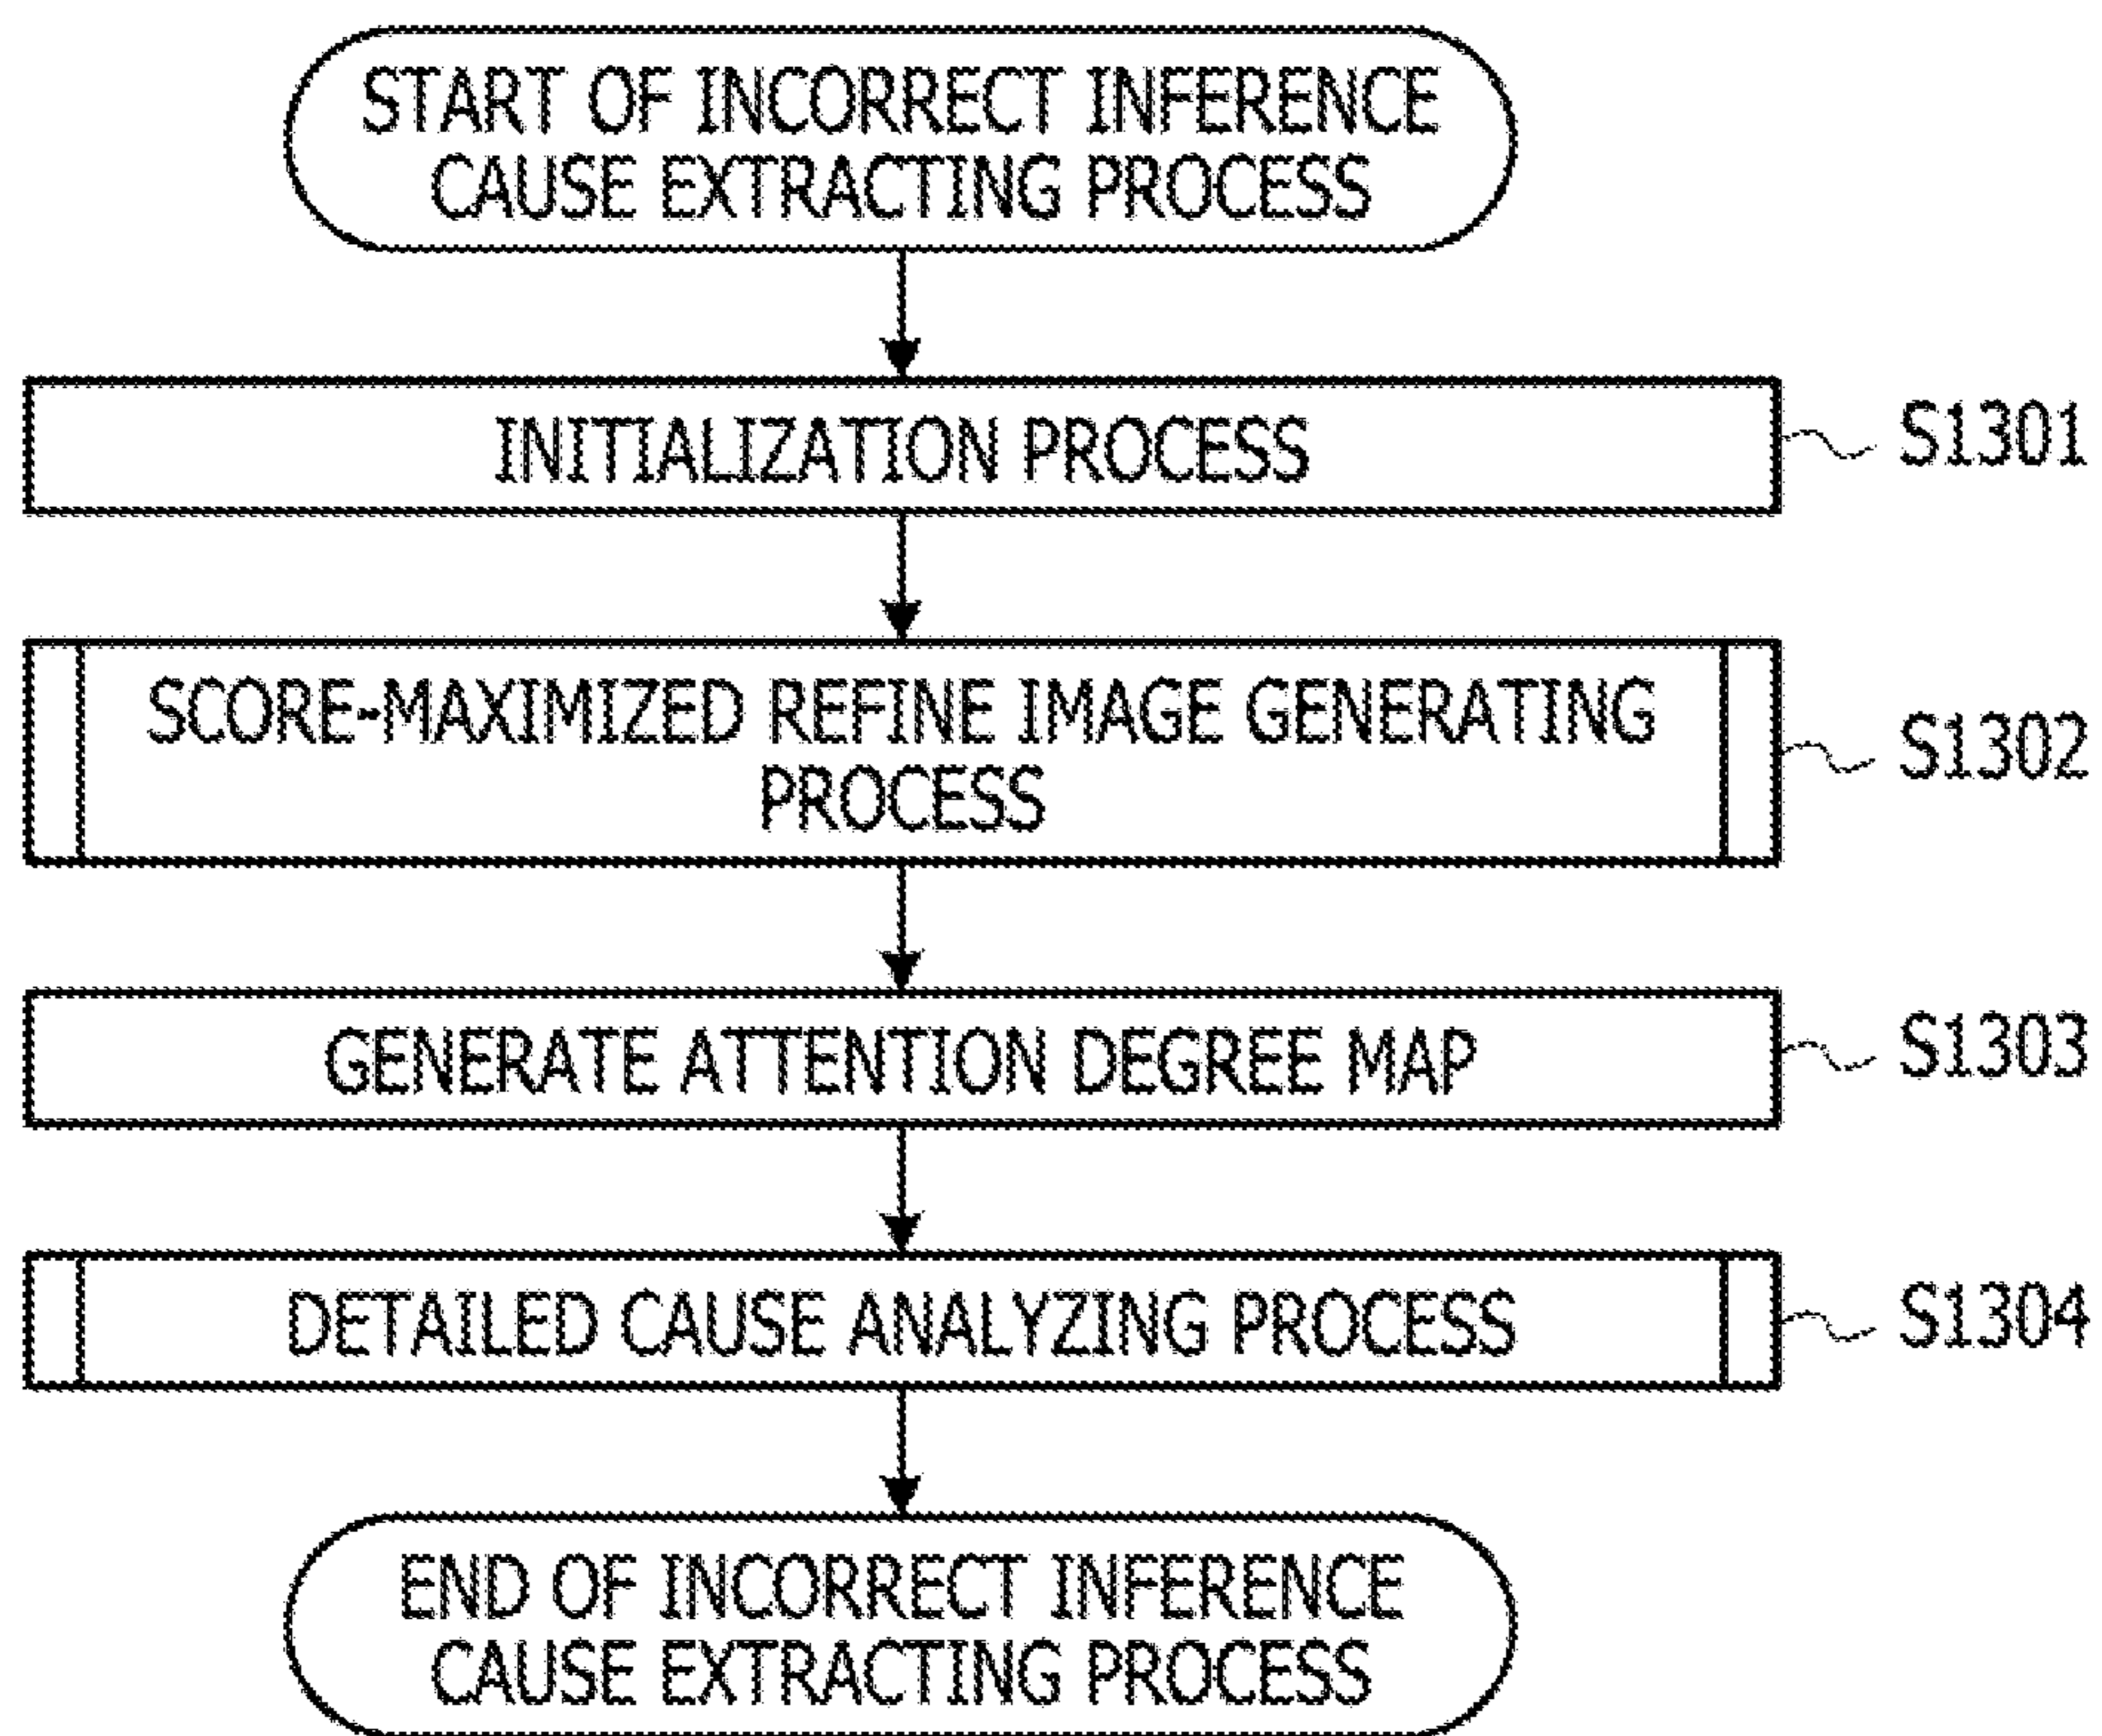 START OF INCORRECT INFERENCE
CAUSE EXTRACTING PROCESS
INITIALIZATION PROCESS
S1301
SCORE-MAXIMIZED REFINE IMAGE GENERATING
PROCESS
S1302
GENERATE ATTENTION DEGREE MAP
S1303
DETAILED CAUSE ANALYZING PROCESS
S1304
END OF INCORRECT INFERENCE
CAUSE EXTRACTING PROCESS